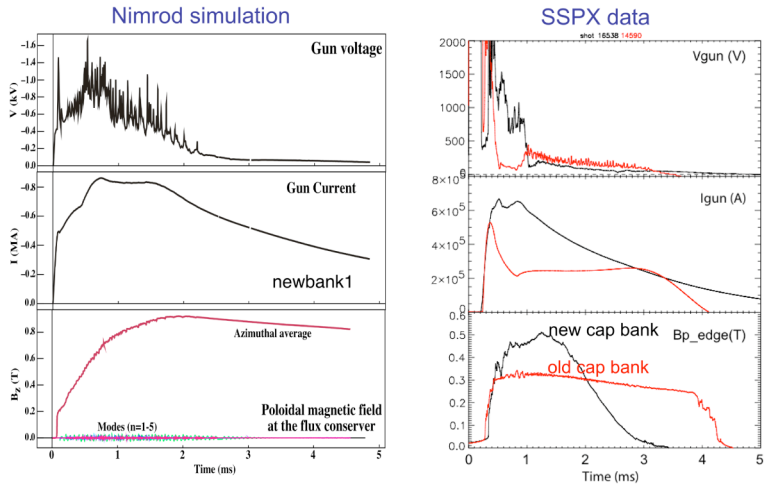 Nimrod simulation
SSPX data
shot 16538 14590
Gun voltage
V (kV)
-1.6
-1.4
-1.2
-1.0
-0.8
-0.6
-0.4
-0.2
0.0
Gun Current
I (MA)
-0.8
-0.4
-0.2
0.0
newbank1
Azimuthal average
B_z (T)
0.8
0.6
0.4
0.2
0.0
Poloidal magnetic field
at the flux conserver
Modes (n=1-5)
0 1 2 3 4 5
Time (ms)
Vgun (V)
2000
1500
1000
500
0
Igun (A)
8×10⁵
6×10⁵
4×10⁵
2×10⁵
0
Bp_edge(T)
new cap bank
old cap bank
0.6
0.5
0.4
0.3
0.2
0.1
0.0
0 1 2 3 4 5
Time (ms)